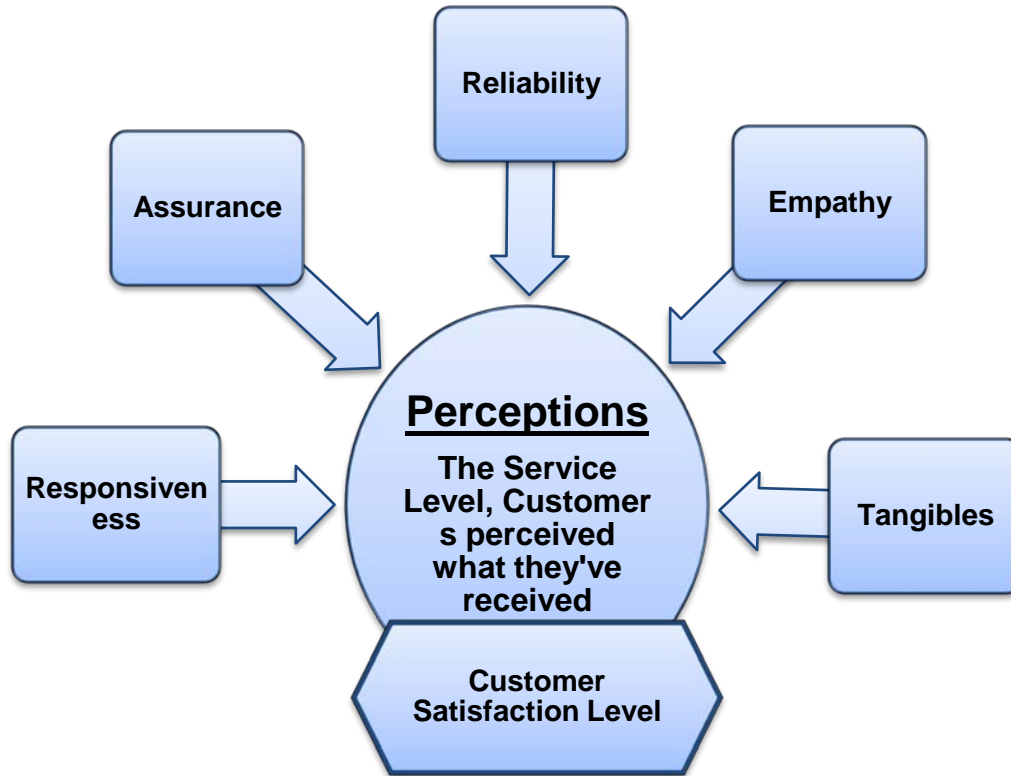 Reliability
Assurance
Empathy
Perceptions
The Service
Level, Customer
s perceived
what they've
received
Responsiven
ess
Tangibles
Customer
Satisfaction Level